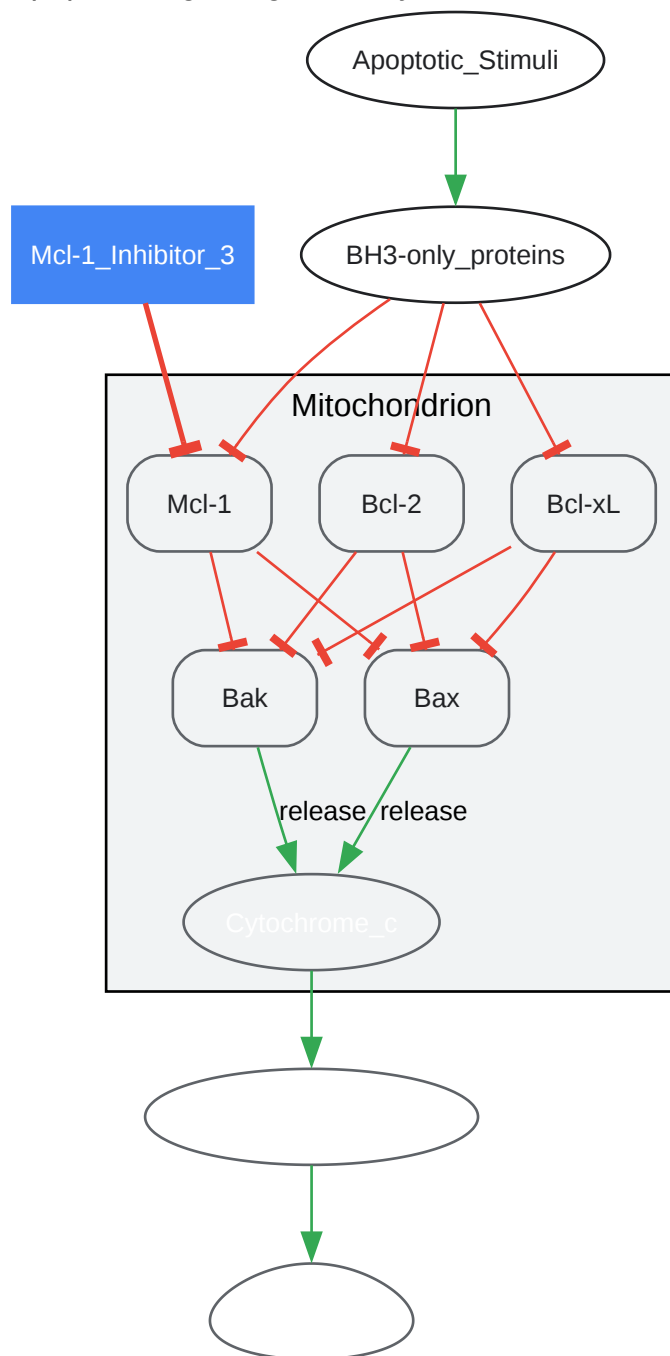 Apoptotic_Stimuli
Mcl-1_Inhibitor_3
BH3-only_proteins
Mitochondrion
Mcl-1
Bcl-2
Bcl-xL
Bak
Bax
release
release
Cytochrome_c